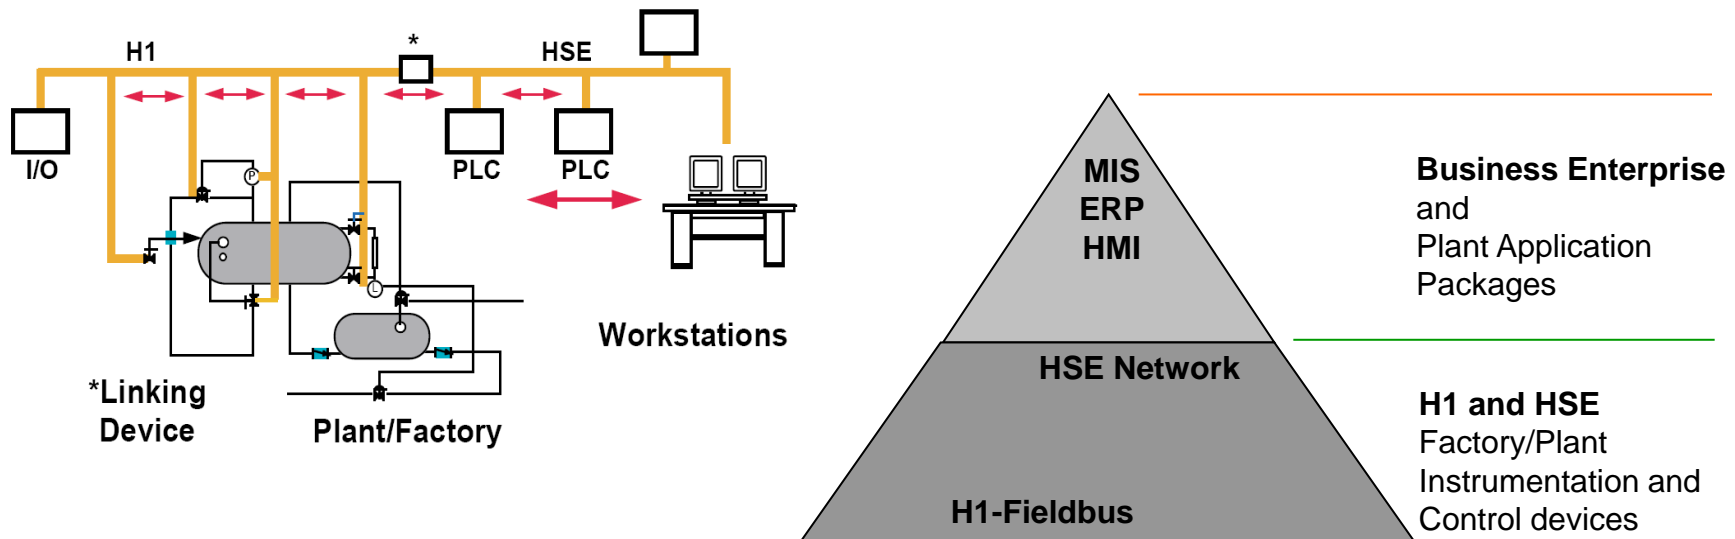 *
H1
HSE
I/O
PLC
PLC
P
L
Workstations
*Linking
Device
Plant/Factory
MIS
ERP
HMI
HSE Network
H1-Fieldbus
Business Enterprise
and
Plant Application
Packages
H1 and HSE
Factory/Plant
Instrumentation and
Control devices